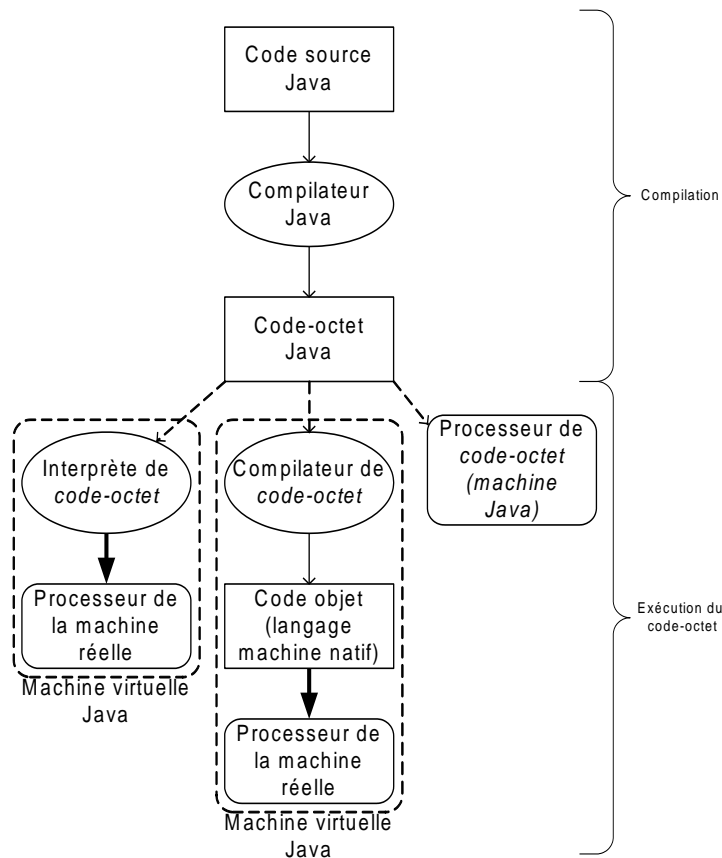 Code source
Java
Compilateur
Java
Compilation
Code-octet
Java
Interprète de
code-octet
Compilateur de
code-octet
Processeur de
code-octet
(machine
Java)
Processeur de
la machine
réelle
Code objet
(langage
machine natif)
Exécution du
code-octet
Machine virtuelle
Java
Processeur de
la machine
réelle
Machine virtuelle
Java